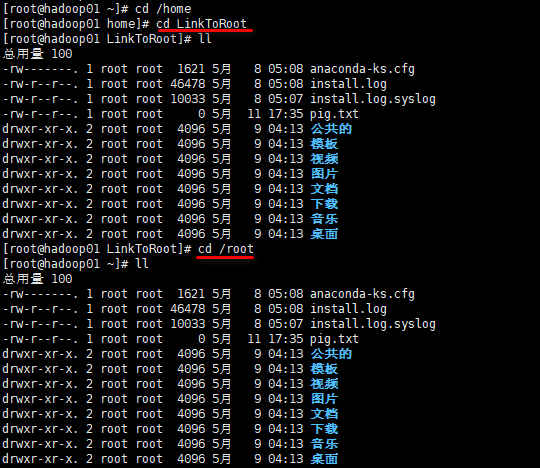 [root@hadoop01 ~]# cd /home
[root@hadoop01 home]# cd LinkToRoot
[root@hadoop01 LinkToRoot]# ll
总用量 100
-rw-------. 1 root root  1621 5月   8 05:08 anaconda-ks.cfg
-rw-r--r--. 1 root root 46478 5月   8 05:08 install.log
-rw-r--r--. 1 root root 10033 5月   8 05:07 install.log.syslog
-rw-r--r--. 1 root root     0 5月  11 17:35 pig.txt
drwxr-xr-x. 2 root root  4096 5月   9 04:13 公共的
drwxr-xr-x. 2 root root  4096 5月   9 04:13 模板
drwxr-xr-x. 2 root root  4096 5月   9 04:13 视频
drwxr-xr-x. 2 root root  4096 5月   9 04:13 图片
drwxr-xr-x. 2 root root  4096 5月   9 04:13 文档
drwxr-xr-x. 2 root root  4096 5月   9 04:13 下载
drwxr-xr-x. 2 root root  4096 5月   9 04:13 音乐
drwxr-xr-x. 2 root root  4096 5月   9 04:13 桌面
[root@hadoop01 LinkToRoot]# cd /root
[root@hadoop01 ~]# ll
总用量 100
-rw-------. 1 root root  1621 5月   8 05:08 anaconda-ks.cfg
-rw-r--r--. 1 root root 46478 5月   8 05:08 install.log
-rw-r--r--. 1 root root 10033 5月   8 05:07 install.log.syslog
-rw-r--r--. 1 root root     0 5月  11 17:35 pig.txt
drwxr-xr-x. 2 root root  4096 5月   9 04:13 公共的
drwxr-xr-x. 2 root root  4096 5月   9 04:13 模板
drwxr-xr-x. 2 root root  4096 5月   9 04:13 视频
drwxr-xr-x. 2 root root  4096 5月   9 04:13 图片
drwxr-xr-x. 2 root root  4096 5月   9 04:13 文档
drwxr-xr-x. 2 root root  4096 5月   9 04:13 下载
drwxr-xr-x. 2 root root  4096 5月   9 04:13 音乐
drwxr-xr-x. 2 root root  4096 5月   9 04:13 桌面